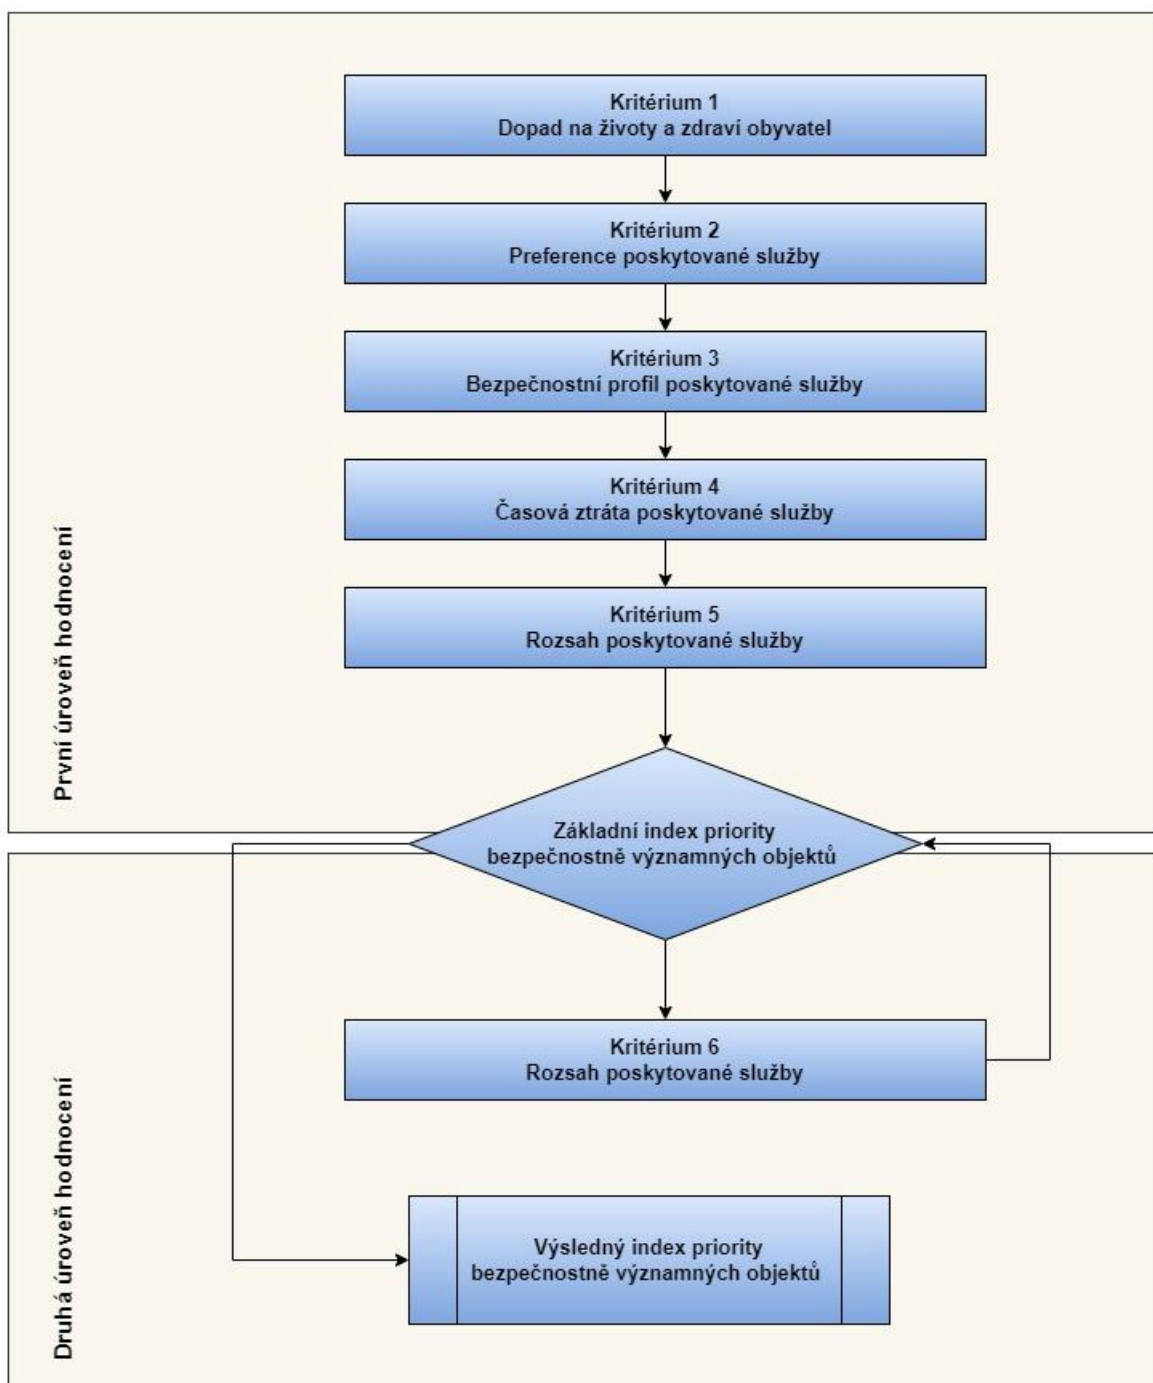 Kritérium 1
Dopad na životy a zdraví obyvatel
Kritérium 2
Preference poskytované služby
Kritérium 3
Bezpečnostní profil poskytované služby
Kritérium 4
Časová ztráta poskytované služby
Kritérium 5
Rozsah poskytované služby
První úroveň hodnocení
Základní index priority
bezpečnostně významných objektů
Kritérium 6
Rozsah poskytované služby
Výsledný index priority
bezpečnostně významných objektů
Druhá úroveň hodnocení